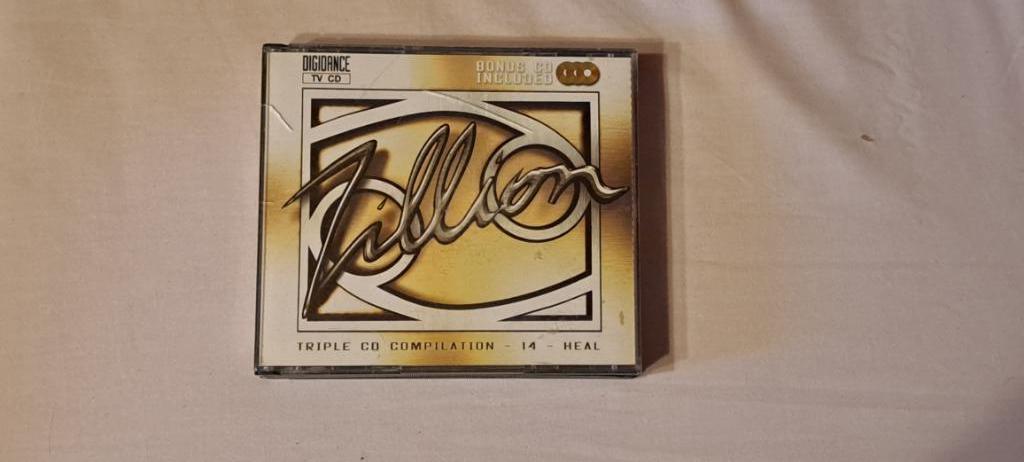 DIGIDANCE
TV CD
BONUS CD
INCLUDED
Zillion
TRIPLE CD COMPILATION - 14 - HEAL